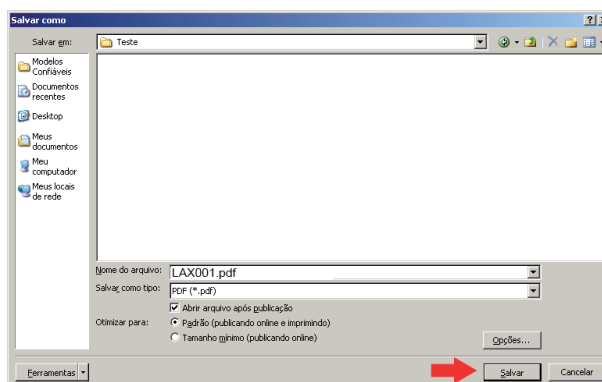 Salvar como
Salvar em:
Teste
Modelos
Confiáveis
Documentos
recentes
Desktop
Meus
documentos
Meu
computador
Meus locais
de rede
Nome do arquivo:
LAX001.pdf
Salvar como tipo:
PDF (*.pdf)
Abrir arquivo após publicação
Otimizar para:
Padrão (publicando online e imprimindo)
Tamanho mínimo (publicando online)
Opções...
Ferramentas
Salvar
Cancelar